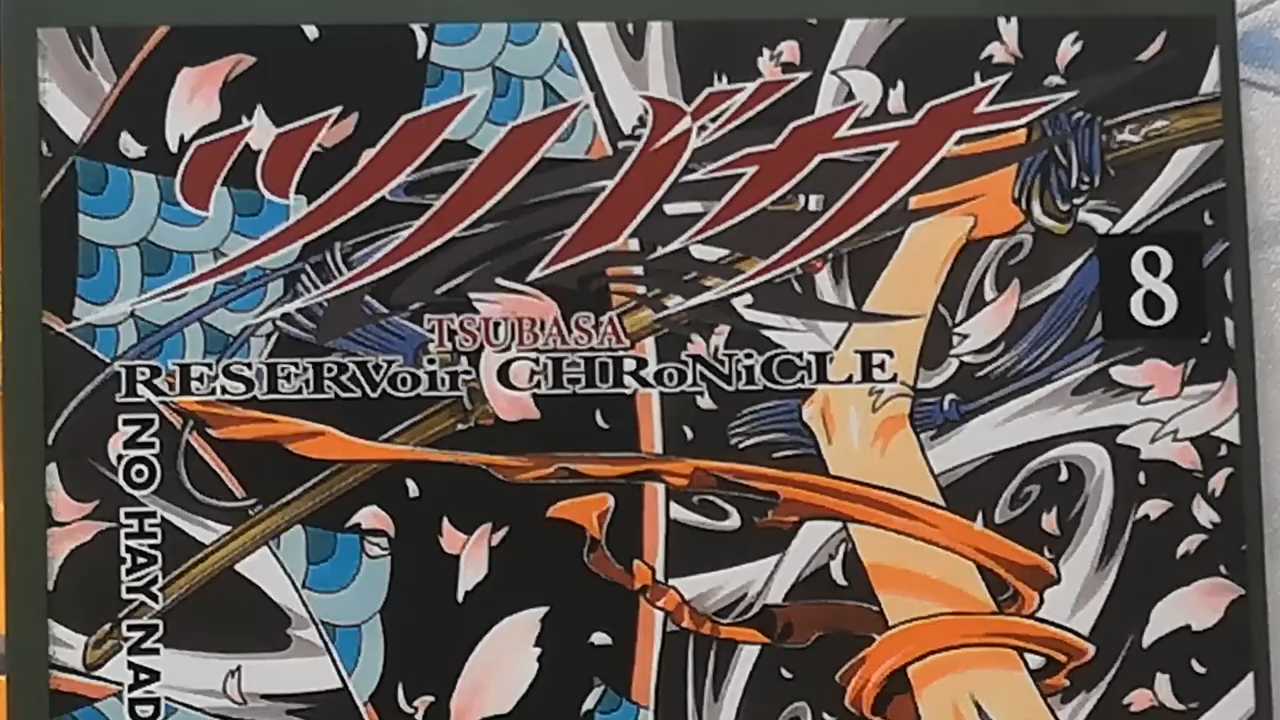 ツバサ
8
TSUBASA
RESERVoir CHRoNiCLE
NO HAY NAD